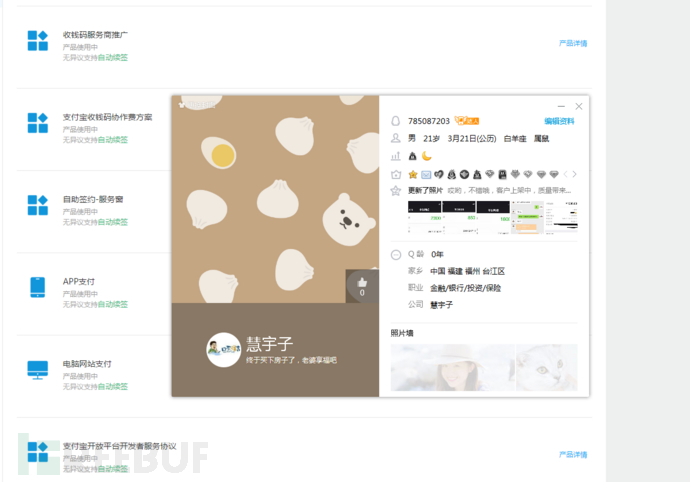 收钱码服务商推广
产品使用中
无异议支持自动续签
产品详情
支付宝收钱码协作费方案
产品使用中
无异议支持自动续签
自助签约-服务窗
产品使用中
无异议支持自动续签
APP支付
产品使用中
无异议支持自动续签
电脑网站支付
产品使用中
无异议支持自动续签
支付宝开放平台开发者服务协议
产品使用中
无异议支持自动续签
产品详情
0
慧宇子
终于买下房子了，老婆享福吧
785087203
编辑资料
男 21岁 3月21日(公历) 白羊座 属鼠
更新了照片 哎哟，不错哦，客户上架中，质量带来...
Q龄 0年
家乡 中国 福建 福州 台江区
职业 金融/银行/投资/保险
公司 慧宇子
照片墙
REEBUF